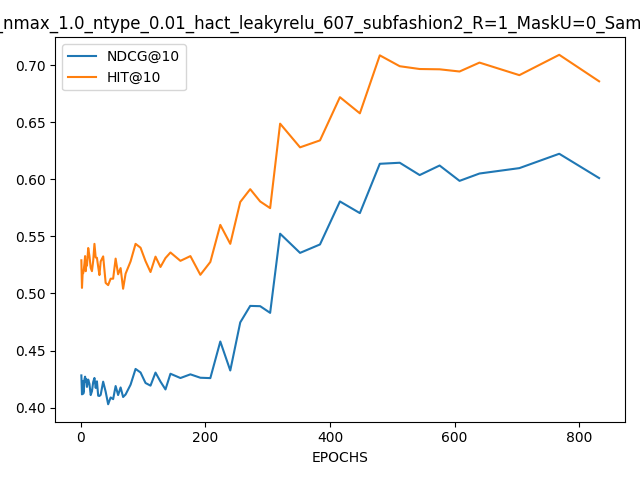 _nmax_1.0_ntype_0.01_hact_leakyrelu_607_subfashion2_R=1_MaskU=0_Sam
NDCG@10
HIT@10
0.70
0.65
0.60
0.55
0.50
0.45
0.40
0 200 400 600 800
EPOCHS